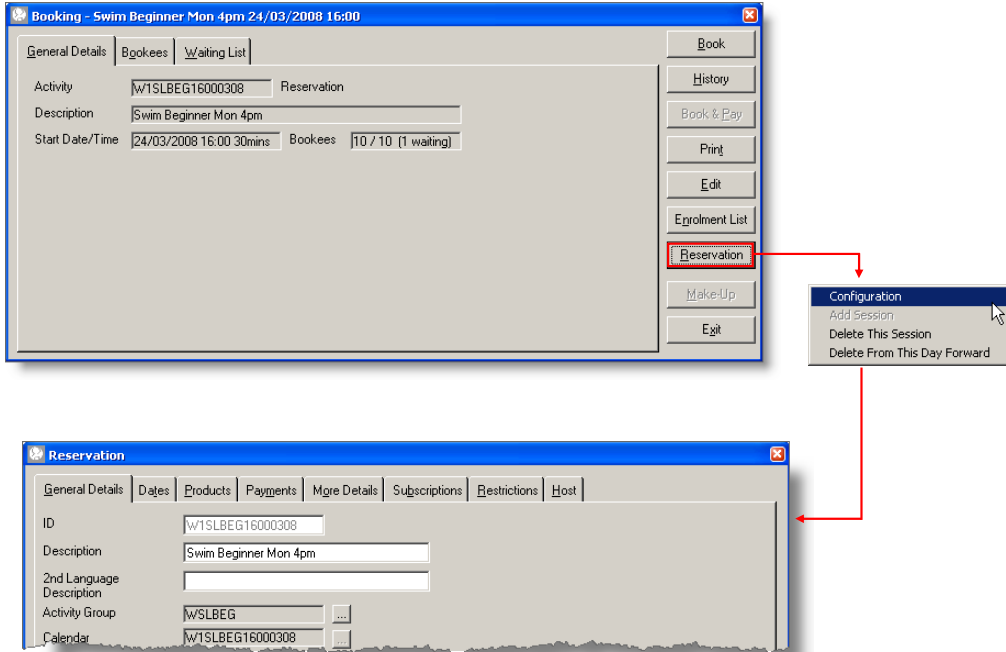 Booking - Swim Beginner Mon 4pm 24/03/2008 16:00
General Details Bookees Waiting List
Activity W1SLBEG16000308 Reservation
Description Swim Beginner Mon 4pm
Start Date/Time 24/03/2008 16:00 30mins Bookees 10 / 10 (1 waiting)
Book
History
Book & Pay
Print
Edit
Enrolment List
Reservation
Make-Up
Exit
Configuration
Add Session
Delete This Session
Delete From This Day Forward
Reservation
General Details Dates Products Payments More Details Subscriptions Restrictions Host
ID W1SLBEG16000308
Description Swim Beginner Mon 4pm
2nd Language
Description
Activity Group WSLBEG ...
Calendar W1SLBEG16000308 ...